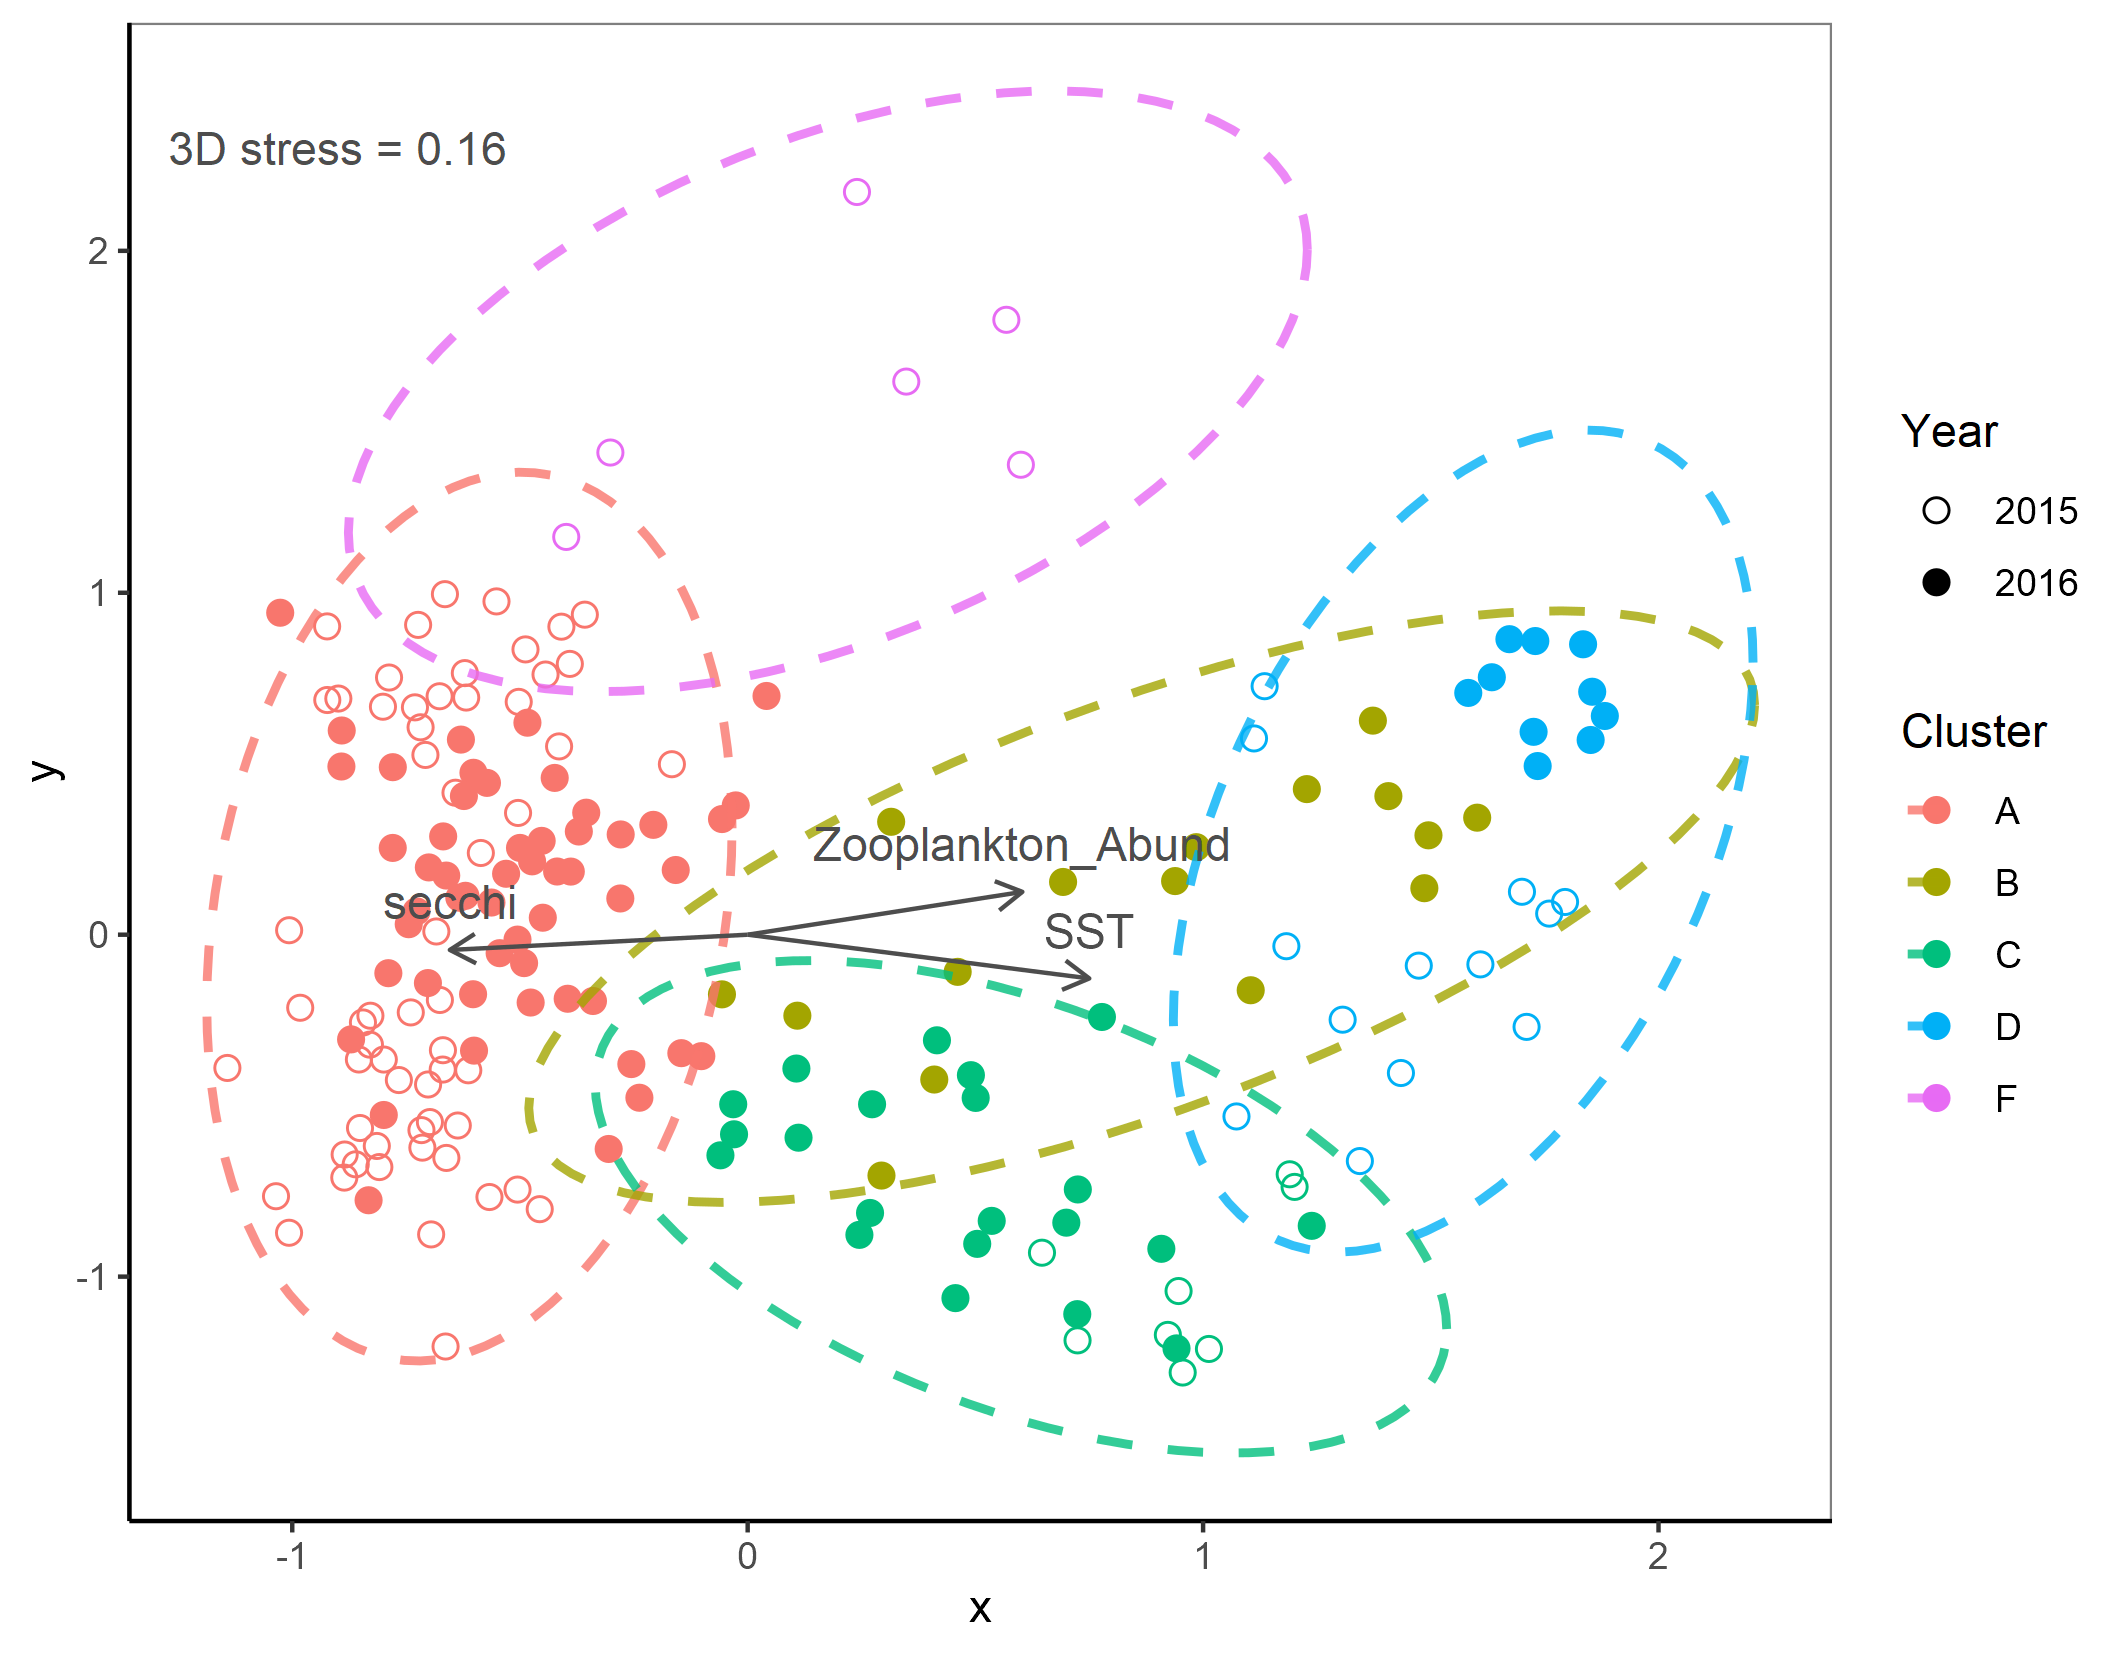 3D stress = 0.16
2
1
0
-1
y
Zooplankton_Abund
secchi
SST
-1
0
1
2
x
Year
2015
2016
Cluster
A
B
C
D
F